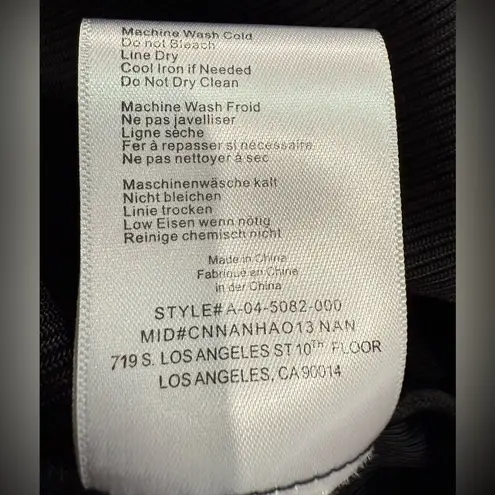 Machine Wash Cold
Do not Bleach
Line Dry
Cool Iron if Needed
Do Not Dry Clean
Machine Wash Froid
Ne pas javelliser
Ligne sèche
Fer à repasser si nécessaire
Ne pas nettoyer à sec
Maschinenwäsche kalt
Nicht bleichen
Linie trocken
Low Eisen wenn nötig
Reinige chemisch nicht
Made in China
Fabriqué en Chine
in der China
STYLE# A-04-5082-000
MID#CNNANHAO13 NAN
719 S. LOS ANGELES ST 10TH FLOOR
LOS ANGELES, CA 90014